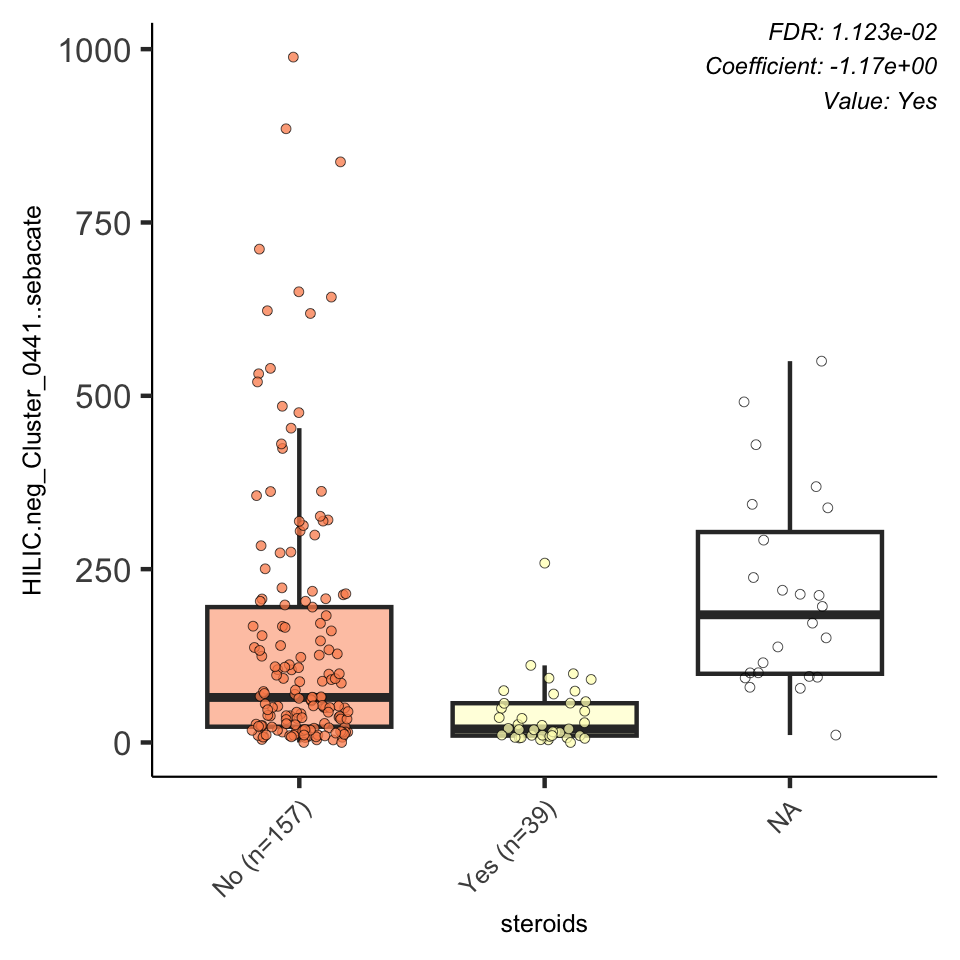 FDR: 1.123e-02
Coefficient: -1.17e+00
Value: Yes
HILIC.neg_Cluster_0441..sebacate
1000
750
500
250
0
No (n=157)
Yes (n=39)
NA
steroids